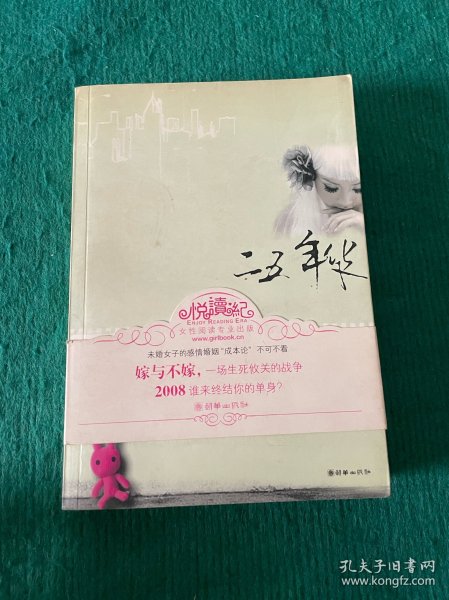 二五年华
悦讀紀
ENJOY READING ERA
女性阅读专业出版
www.girlbook.cn
未婚女子的感情婚姻“成本论”不可不看
嫁与不嫁，一场生死攸关的战争
2008谁来终结你的单身？
朝華出版社
朝華出版社
孔夫子旧书网
www.kongfz.com